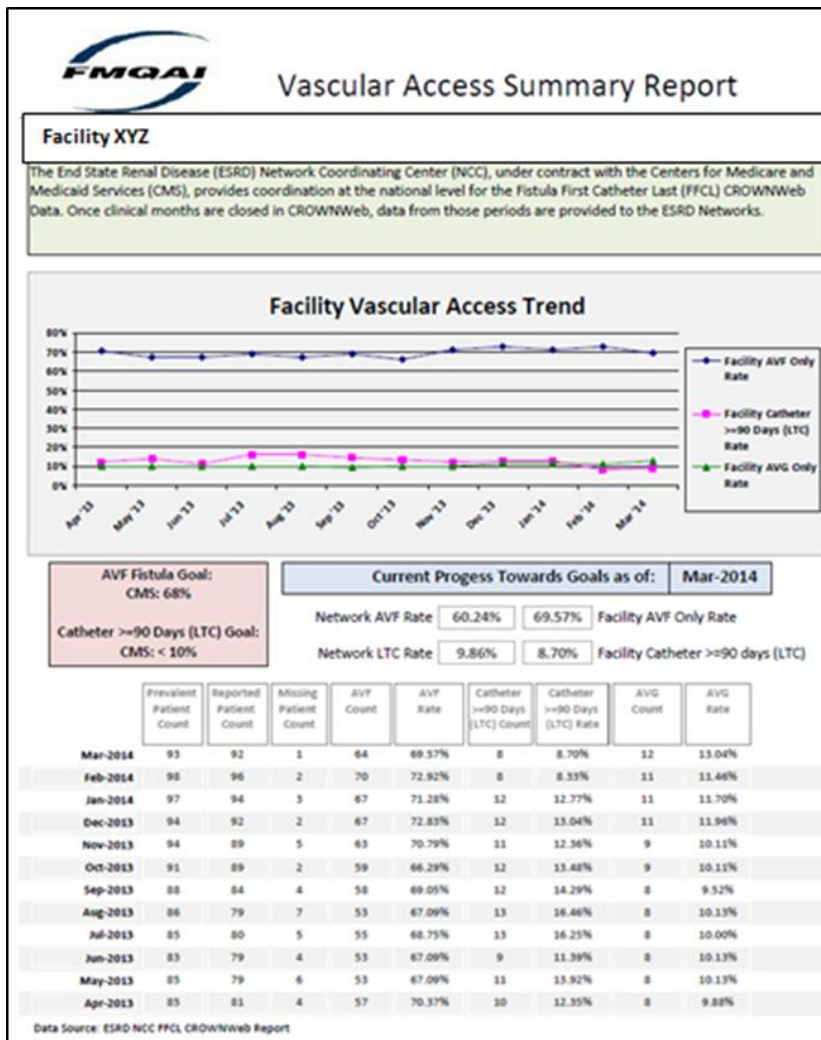 FMQAI
Vascular Access Summary Report
Facility XYZ
The End State Renal Disease (ESRD) Network Coordinating Center (NCC), under contract with the Centers for Medicare and
Medicaid Services (CMS), provides coordination at the national level for the Fistula First Catheter Last (FFCL) CROWNWeb
Data. Once clinical months are closed in CROWNWeb, data from those periods are provided to the ESRD Networks.
Facility Vascular Access Trend
80%
70%
60%
50%
40%
30%
20%
10%
0%
Apr '13 May '13 Jun '13 Jul '13 Aug '13 Sep '13 Oct '13 Nov '13 Dec '13 Jan '14 Feb '14 Mar '14
Facility AVF Only
Rate
Facility Catheter
>=90 Days (LTC)
Rate
Facility AVG Only
Rate
AVF Fistula Goal:
CMS: 68%
Catheter >=90 Days (LTC) Goal:
CMS: < 10%
Current Progess Towards Goals as of: Mar-2014
Network AVF Rate 60.24% 69.57% Facility AVF Only Rate
Network LTC Rate 9.86% 8.70% Facility Catheter >=90 days (LTC)
Prevalent Reported Missing AVF AVF Catheter Catheter AVG AVG
Patient Patient Patient Count Rate >=90 Days >=90 Days Count Rate
Count Count Count (LTC) Count (LTC) Rate
Mar-2014 93 92 1 64 69.57% 8 8.70% 12 13.04%
Feb-2014 98 96 2 70 72.92% 8 8.33% 11 11.46%
Jan-2014 97 94 3 67 71.28% 12 12.77% 11 11.70%
Dec-2013 94 92 2 67 72.83% 12 13.04% 11 11.96%
Nov-2013 94 89 5 63 70.79% 11 12.36% 9 10.11%
Oct-2013 91 89 2 59 66.29% 12 13.48% 9 10.11%
Sep-2013 88 84 4 58 69.05% 12 14.29% 8 9.52%
Aug-2013 86 79 7 53 67.09% 13 16.46% 8 10.13%
Jul-2013 85 80 5 55 68.75% 13 16.25% 8 10.00%
Jun-2013 83 79 4 53 67.09% 9 11.39% 8 10.13%
May-2013 85 79 6 53 67.09% 11 13.92% 8 10.13%
Apr-2013 85 81 4 57 70.37% 10 12.35% 8 9.88%
Data Source: ESRD NCC FFCL CROWNWeb Report